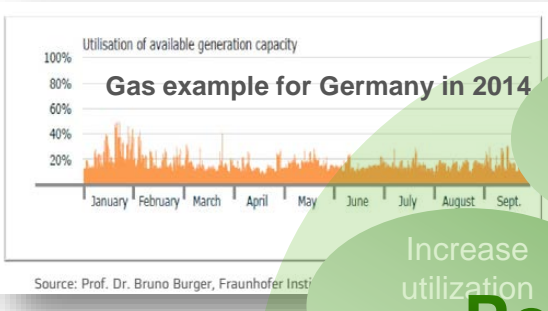 Utilisation of available generation capacity
100%
Gas example for Germany in 2014
80%
60%
40%
20%
January February March April May June July August Sept.
Increase
utilization
Source: Prof. Dr. Bruno Burger, Fraunhofer